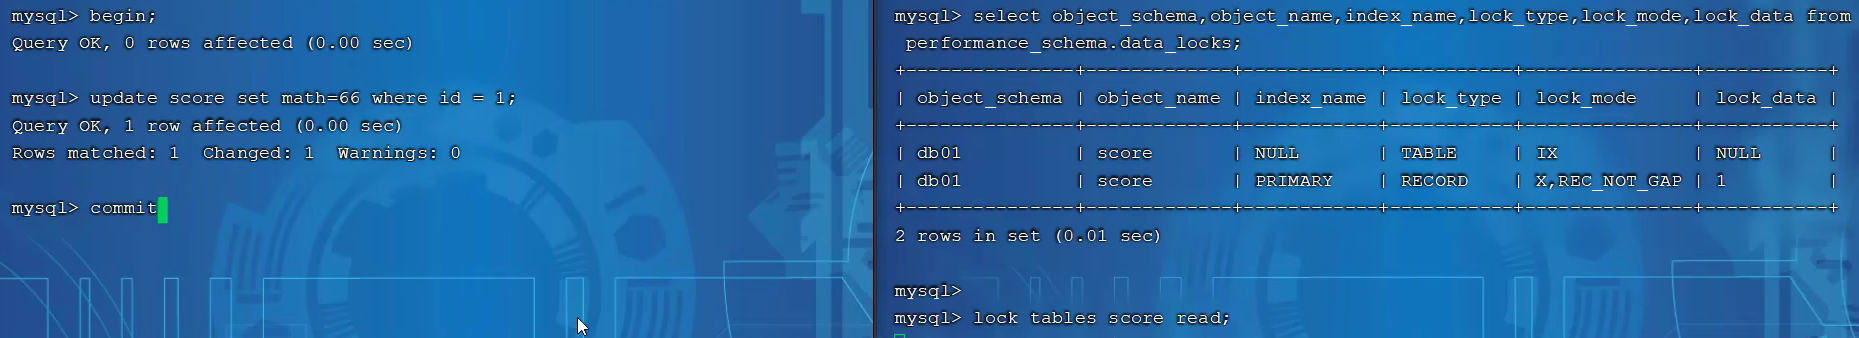 mysql> begin;
Query OK, 0 rows affected (0.00 sec)
mysql> update score set math=66 where id = 1;
Query OK, 1 row affected (0.00 sec)
Rows matched: 1  Changed: 1  Warnings: 0
mysql> commit
mysql> select object_schema,object_name,index_name,lock_type,lock_mode,lock_data from
 performance_schema.data_locks;
+---------------+-------------+------------+-----------+---------------+-----------+
| object_schema | object_name | index_name | lock_type | lock_mode     | lock_data |
+---------------+-------------+------------+-----------+---------------+-----------+
| db01          | score       | NULL       | TABLE     | IX            | NULL      |
| db01          | score       | PRIMARY    | RECORD    | X,REC_NOT_GAP | 1         |
+---------------+-------------+------------+-----------+---------------+-----------+
2 rows in set (0.01 sec)
mysql>
mysql> lock tables score read;